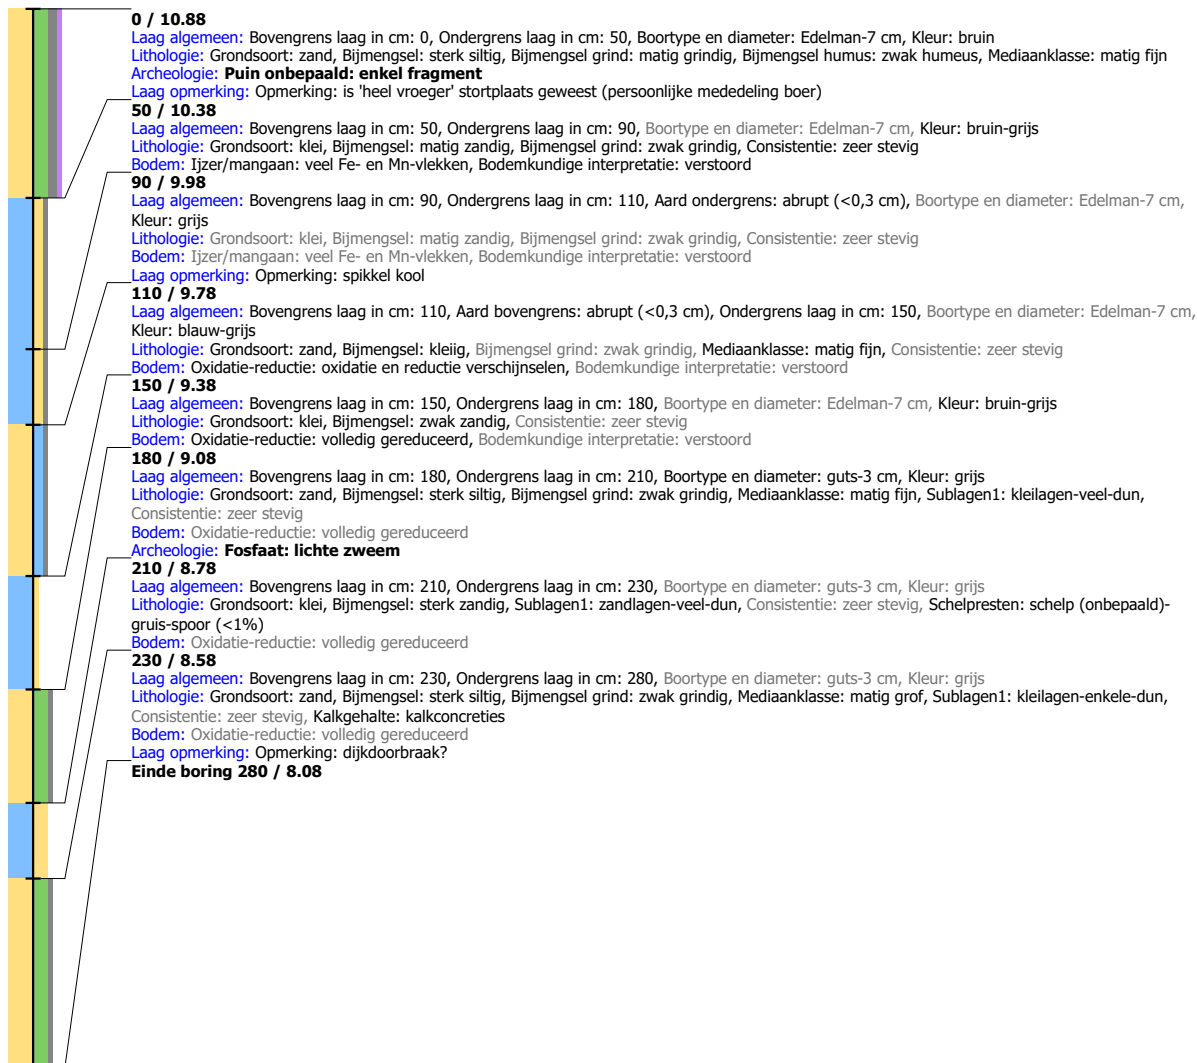 0 / 10.88
Laag algemeen: Bovengrens laag in cm: 0, Ondergrens laag in cm: 50, Boortype en diameter: Edelman-7 cm, Kleur: bruin
Lithologie: Grondsoort: zand, Bijmengsel: sterk siltig, Bijmengsel grind: matig grindig, Bijmengsel humus: zwak humeus, Mediaanklasse: matig fijn
Archeologie: Puin onbepaald: enkel fragment
Laag opmerking: Opmerking: is 'heel vroeger' stortplaats geweest (persoonlijke mededeling boer)
50 / 10.38
Laag algemeen: Bovengrens laag in cm: 50, Ondergrens laag in cm: 90, Boortype en diameter: Edelman-7 cm, Kleur: bruin-grijs
Lithologie: Grondsoort: klei, Bijmengsel: matig zandig, Bijmengsel grind: zwak grindig, Consistentie: zeer stevig
Bodem: Ijzer/mangaan: veel Fe- en Mn-vlekken, Bodemkundige interpretatie: verstoord
90 / 9.98
Laag algemeen: Bovengrens laag in cm: 90, Ondergrens laag in cm: 110, Aard ondergrens: abrupt (<0,3 cm), Boortype en diameter: Edelman-7 cm,
Kleur: grijs
Lithologie: Grondsoort: klei, Bijmengsel: matig zandig, Bijmengsel grind: zwak grindig, Consistentie: zeer stevig
Bodem: Ijzer/mangaan: veel Fe- en Mn-vlekken, Bodemkundige interpretatie: verstoord
Laag opmerking: Opmerking: spikkel kool
110 / 9.78
Laag algemeen: Bovengrens laag in cm: 110, Aard bovengrens: abrupt (<0,3 cm), Ondergrens laag in cm: 150, Boortype en diameter: Edelman-7 cm,
Kleur: blauw-grijs
Lithologie: Grondsoort: zand, Bijmengsel: kleiig, Bijmengsel grind: zwak grindig, Mediaanklasse: matig fijn, Consistentie: zeer stevig
Bodem: Oxidatie-reductie: oxidatie en reductie verschijnselen, Bodemkundige interpretatie: verstoord
150 / 9.38
Laag algemeen: Bovengrens laag in cm: 150, Ondergrens laag in cm: 180, Boortype en diameter: Edelman-7 cm, Kleur: bruin-grijs
Lithologie: Grondsoort: klei, Bijmengsel: zwak zandig, Consistentie: zeer stevig
Bodem: Oxidatie-reductie: volledig gereduceerd, Bodemkundige interpretatie: verstoord
180 / 9.08
Laag algemeen: Bovengrens laag in cm: 180, Ondergrens laag in cm: 210, Boortype en diameter: guts-3 cm, Kleur: grijs
Lithologie: Grondsoort: zand, Bijmengsel: sterk siltig, Bijmengsel grind: zwak grindig, Mediaanklasse: matig fijn, Sublagen1: kleilagen-veel-dun,
Consistentie: zeer stevig
Bodem: Oxidatie-reductie: volledig gereduceerd
Archeologie: Fosfaat: lichte zweem
210 / 8.78
Laag algemeen: Bovengrens laag in cm: 210, Ondergrens laag in cm: 230, Boortype en diameter: guts-3 cm, Kleur: grijs
Lithologie: Grondsoort: klei, Bijmengsel: sterk zandig, Sublagen1: zandlagen-veel-dun, Consistentie: zeer stevig, Schelpresten: schelp (onbepaald)-
gruis-spoor (<1%)
Bodem: Oxidatie-reductie: volledig gereduceerd
230 / 8.58
Laag algemeen: Bovengrens laag in cm: 230, Ondergrens laag in cm: 280, Boortype en diameter: guts-3 cm, Kleur: grijs
Lithologie: Grondsoort: zand, Bijmengsel: sterk siltig, Bijmengsel grind: zwak grindig, Mediaanklasse: matig grof, Sublagen1: kleilagen-enkele-dun,
Consistentie: zeer stevig, Kalkgehalte: kalkconcreties
Bodem: Oxidatie-reductie: volledig gereduceerd
Laag opmerking: Opmerking: dijkdoorbraak?
Einde boring 280 / 8.08